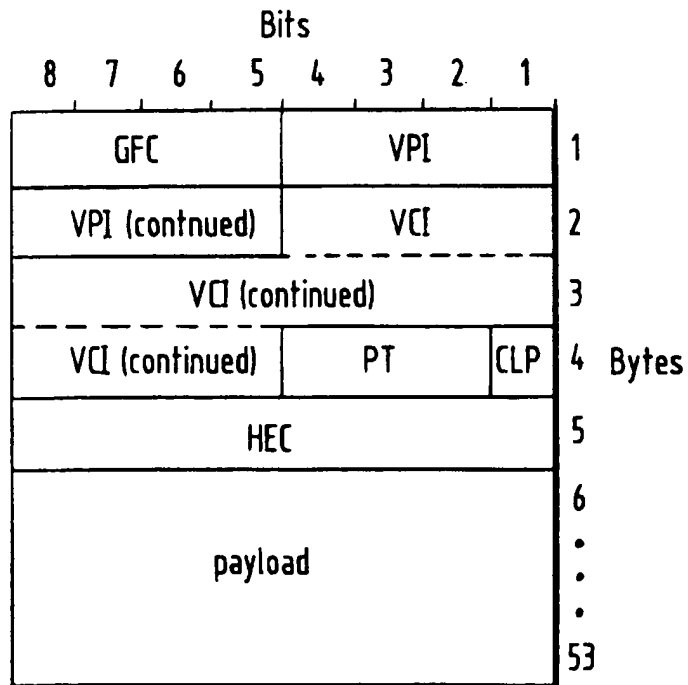 Bits
8 7 6 5 4 3 2 1
GFC VPI 1
VPI (contnued) VCI 2
VCI (continued) 3
VCI (continued) PT CLP 4 Bytes
HEC 5
6
payload
53